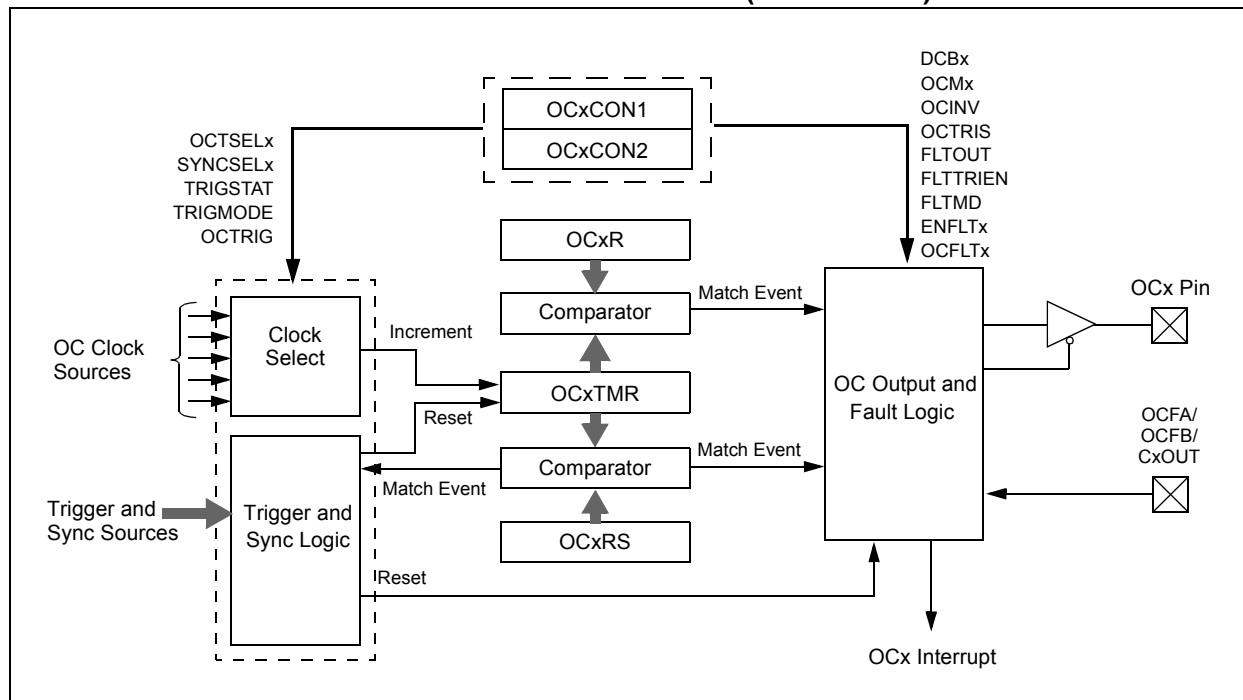 OCxCON1
OCxCON2
OCTSELx
SYNCSELx
TRIGSTAT
TRIGMODE
OCTRIG
DCBx
OCMx
OCINV
OCTRIS
FLTOUT
FLTTRIEN
FLTMD
ENFLTx
OCFLTx
OCxR
Comparator
Match Event
OC Clock
Sources
Clock
Select
Increment
OCxTMR
Reset
Comparator
Match Event
Match Event
OCxRS
Trigger and
Sync Sources
Trigger and
Sync Logic
Reset
OC Output and
Fault Logic
OCx Pin
OCFA/
OCFB/
CxOUT
OCx Interrupt